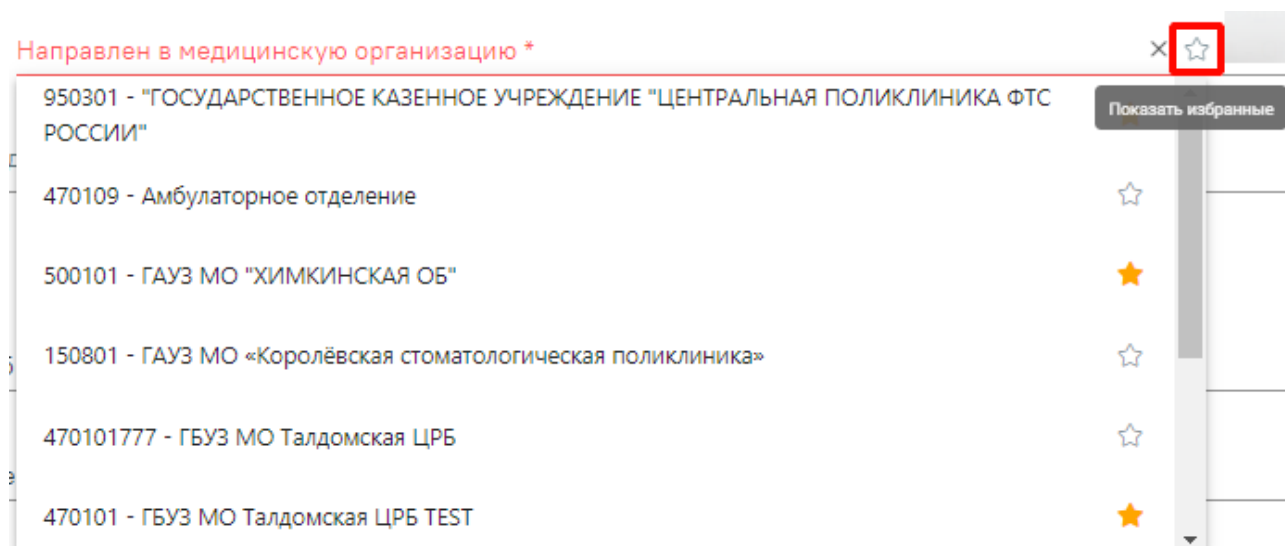 Направлен в медицинскую организацию *
950301 - "ГОСУДАРСТВЕННОЕ КАЗЕННОЕ УЧРЕЖДЕНИЕ "ЦЕНТРАЛЬНАЯ ПОЛИКЛИНИКА ФТС
РОССИИ"
Показать избранные
470109 - Амбулаторное отделение
500101 - ГАУЗ МО "ХИМКИНСКАЯ ОБ"
150801 - ГАУЗ МО «Королёвская стоматологическая поликлиника»
470101777 - ГБУЗ МО Талдомская ЦРБ
470101 - ГБУЗ МО Талдомская ЦРБ TEST